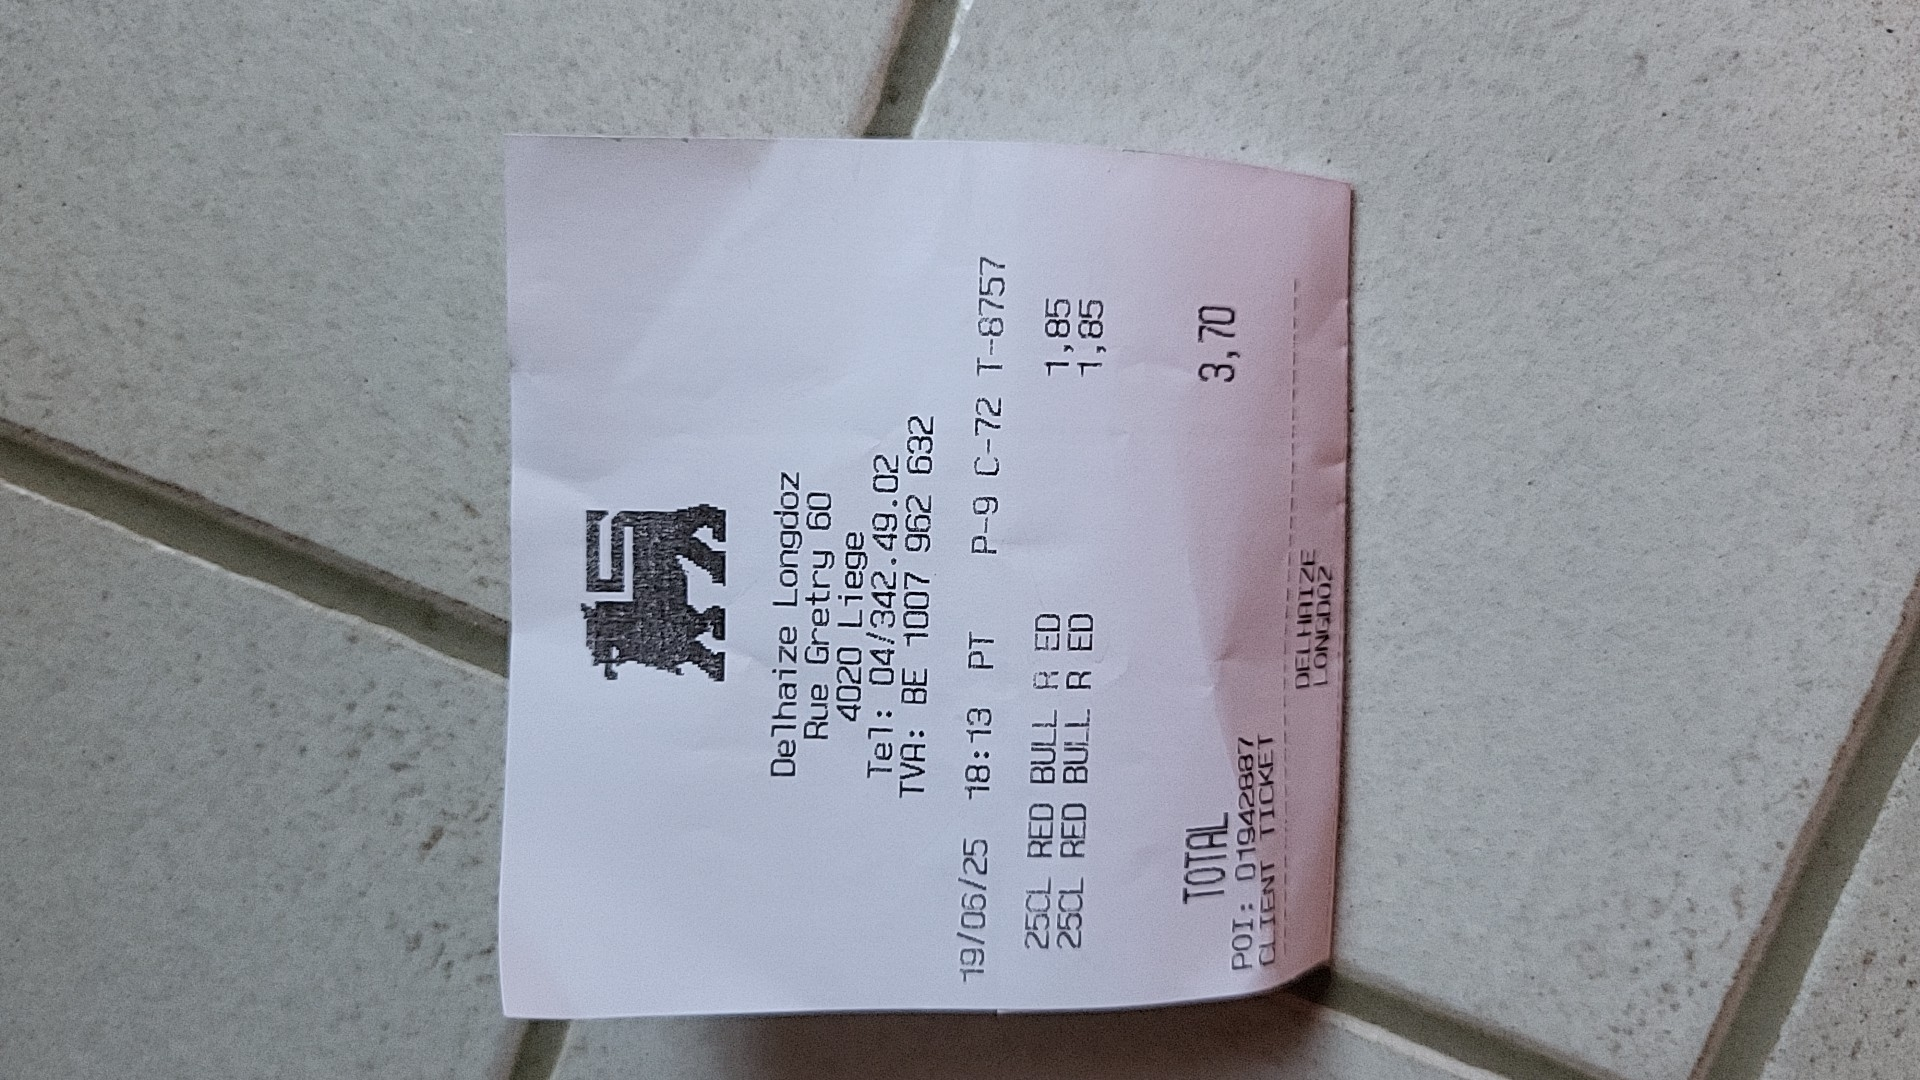 Delhaize Longdoz
Rue Gretry 60
4020 Liege
Tel: 04/342.49.02
TVA: BE 1007 962 632
19/06/25 18:13 PT P-9 C-72 T-8757
25CL RED BULL R ED 1,85
25CL RED BULL R ED 1,85
TOTAL 3,70
POI: 01942887
CLIENT TICKET
DELHAIZE
LONGDOZ